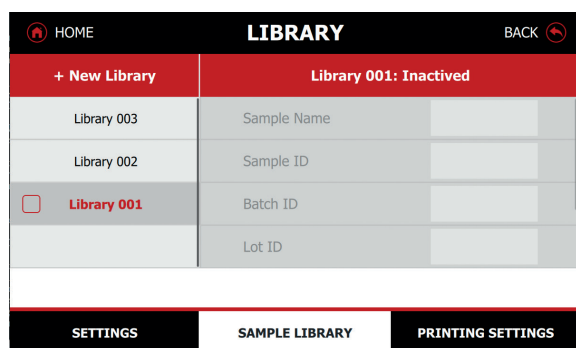 HOME
LIBRARY
BACK
+ New Library
Library 001: Inactived
Library 003
Sample Name
Library 002
Sample ID
Library 001
Batch ID
Lot ID
SETTINGS
SAMPLE LIBRARY
PRINTING SETTINGS